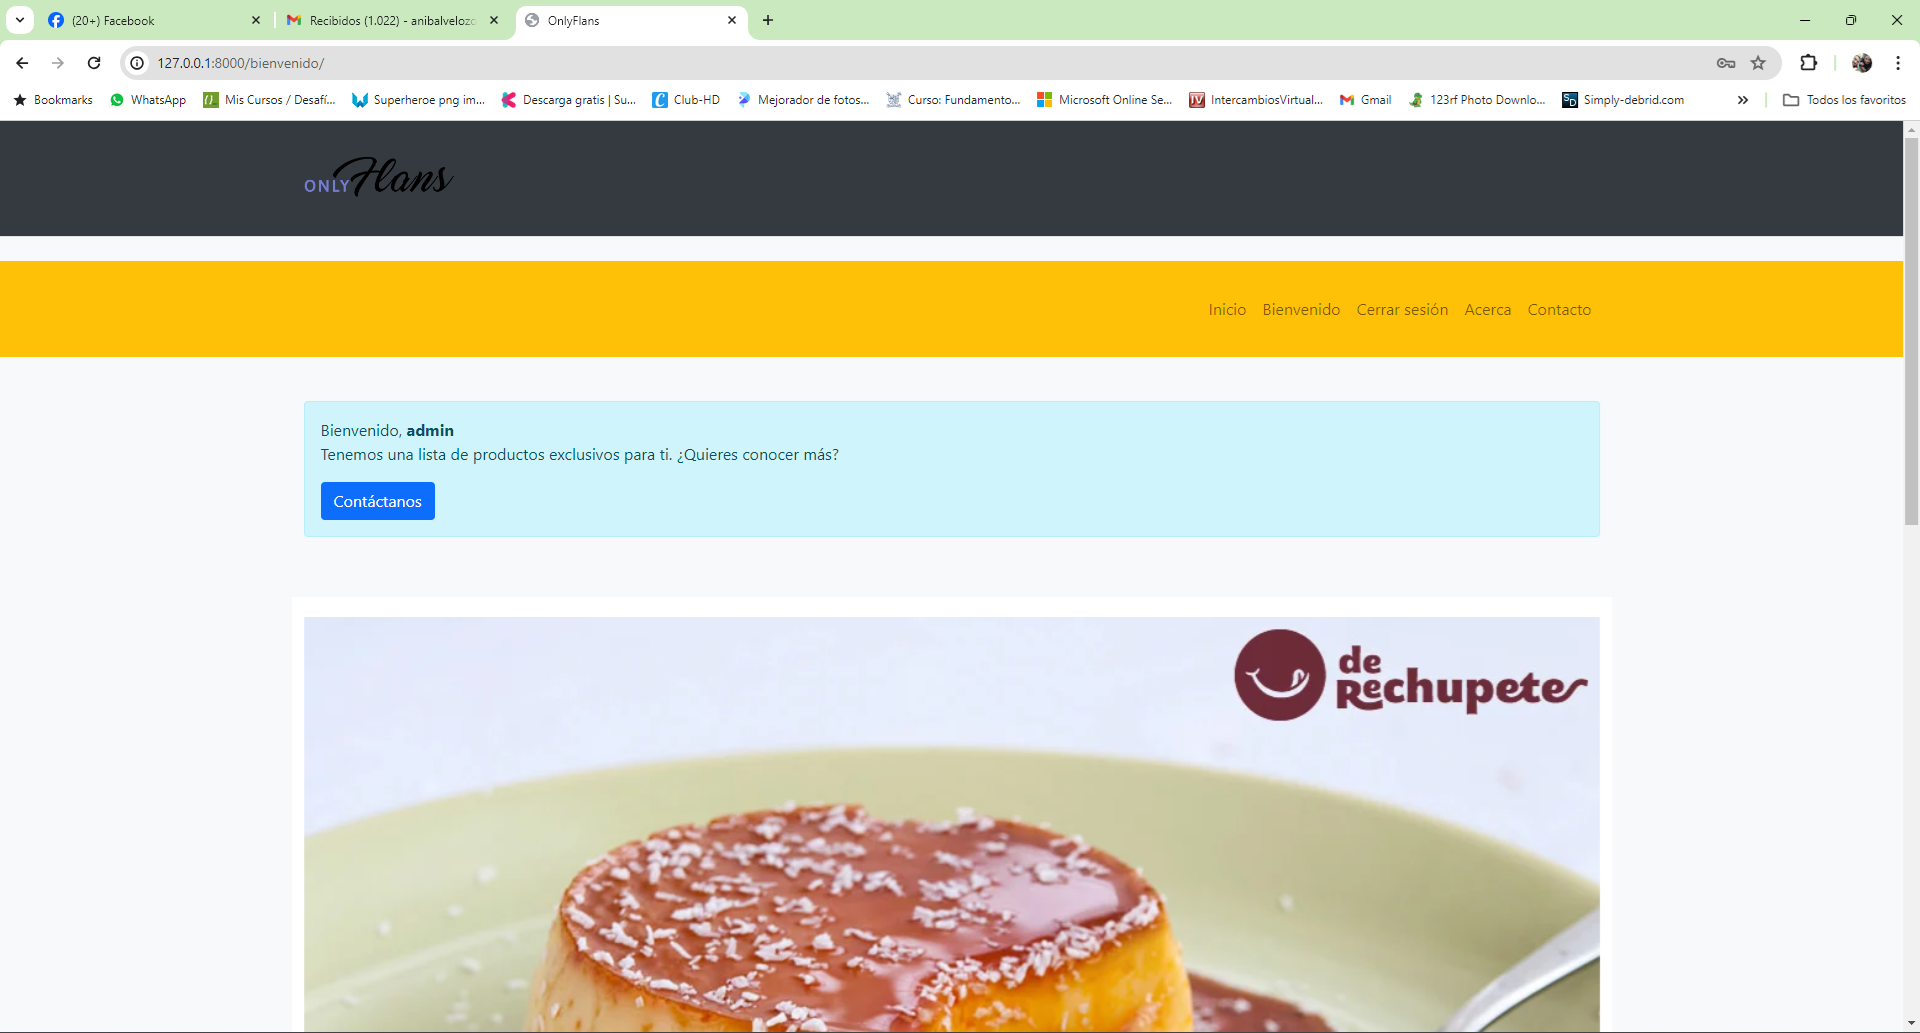 (20+) Facebook
Recibidos (1.022) - anibalvelozo
OnlyFlans
127.0.0.1:8000/bienvenido/
Bookmarks
WhatsApp
Mis Cursos / Desafí...
Superheroe png im...
Descarga gratis | Su...
Club-HD
Mejorador de fotos...
Curso: Fundamento...
Microsoft Online Se...
IntercambiosVirtual...
Gmail
123rf Photo Downlo...
Simply-debrid.com
Todos los favoritos
ONLY Flans
Inicio
Bienvenido
Cerrar sesión
Acerca
Contacto
Bienvenido, admin
Tenemos una lista de productos exclusivos para ti. ¿Quieres conocer más?
Contáctanos
de
Rechupete